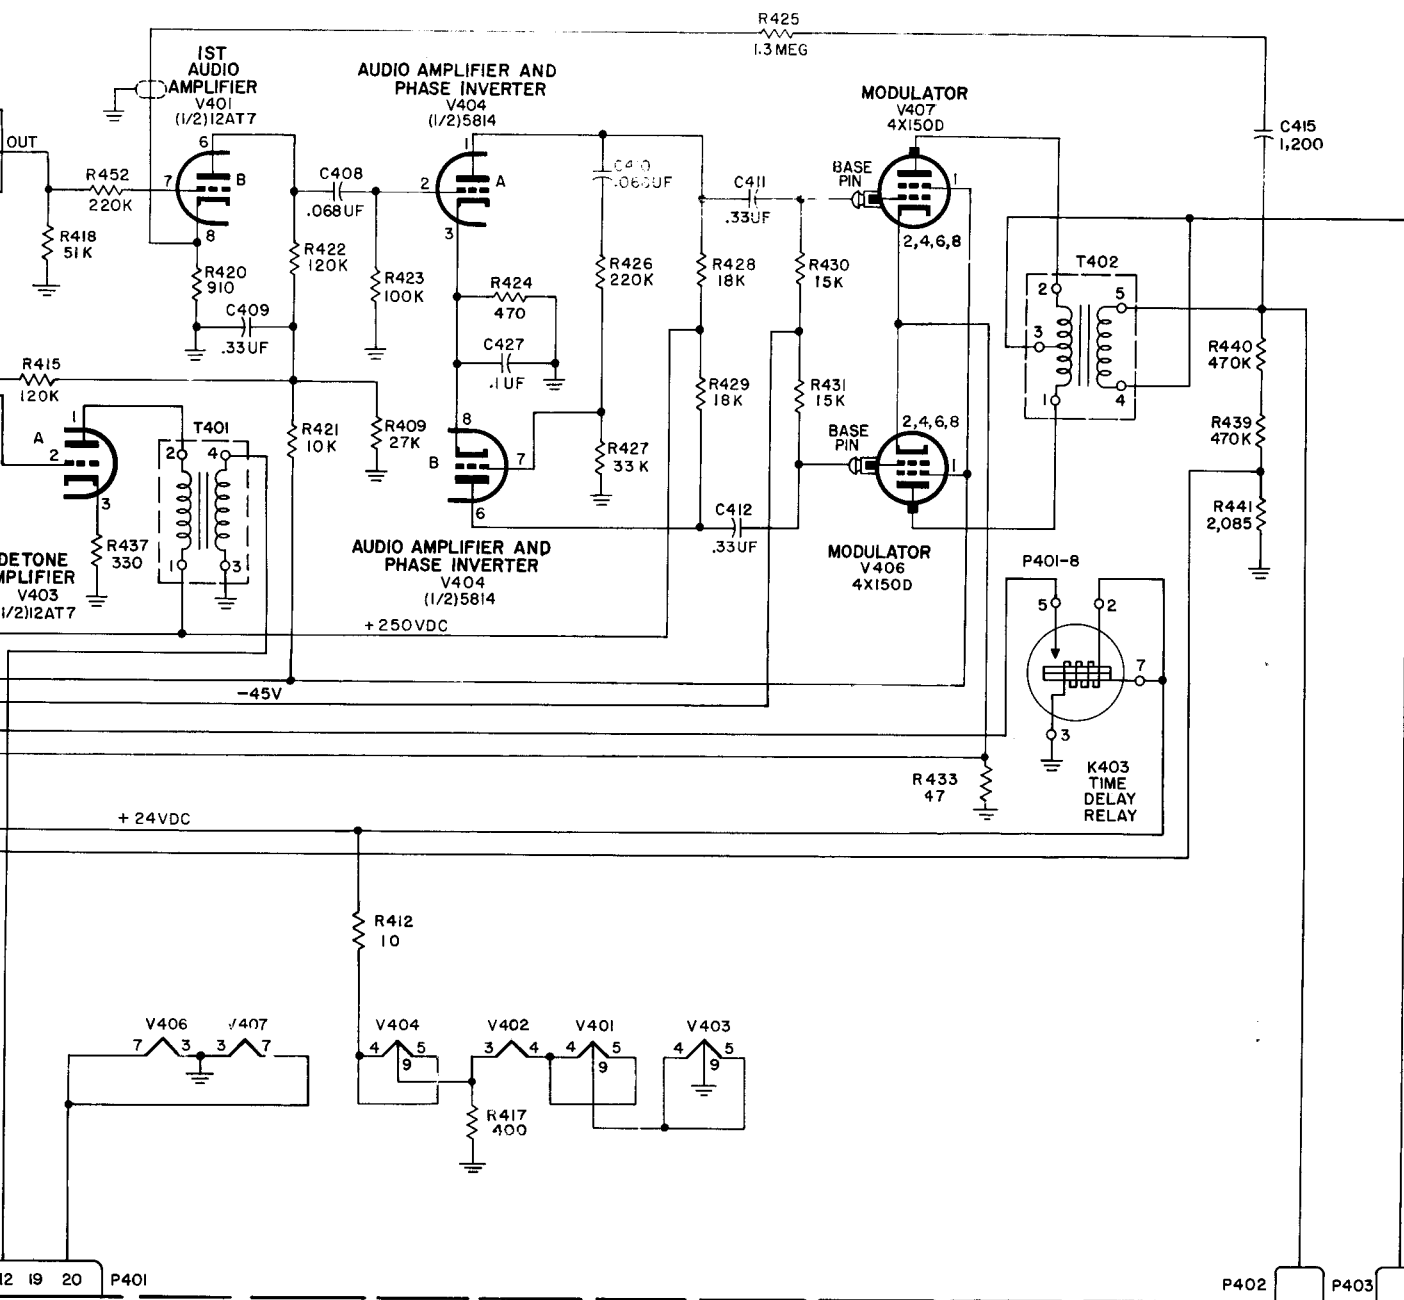 R425
1.3 MEG
1ST
AUDIO
AMPLIFIER
V401
(1/2)12AT7
6
7
B
8
OUT
R452
220K
R418
51K
R420
910
C409
.33UF
R422
120K
C408
.068UF
R423
100K
AUDIO AMPLIFIER AND
PHASE INVERTER
V404
(1/2)5814
1
2
A
3
R424
470
C427
.1UF
C410
R426
220K
R427
33K
C411
.33UF
R428
18K
R429
18K
R430
15K
R431
15K
BASE
PIN
MODULATOR
V407
4X150D
1
2,4,6,8
C415
1,200
T402
2
5
3
1
4
R440
470K
R439
470K
R441
2,085
R415
120K
A
1
2
3
T401
2
4
1
3
R421
10K
R409
27K
8
B
7
6
C412
.33UF
BASE
PIN
2,4,6,8
1
R437
330
DETONE
MPLIFIER
V403
1/2)12AT7
AUDIO AMPLIFIER AND
PHASE INVERTER
V404
(1/2)5814
MODULATOR
V406
4X150D
P401-8
5
2
7
3
K403
TIME
DELAY
RELAY
+250VDC
-45V
R433
47
+24VDC
R412
10
V406
V407
7
3
3
7
V404
4
5
9
V402
3
4
V401
4
5
9
V403
4
5
9
R417
400
12 19 20 P401
P402
P403